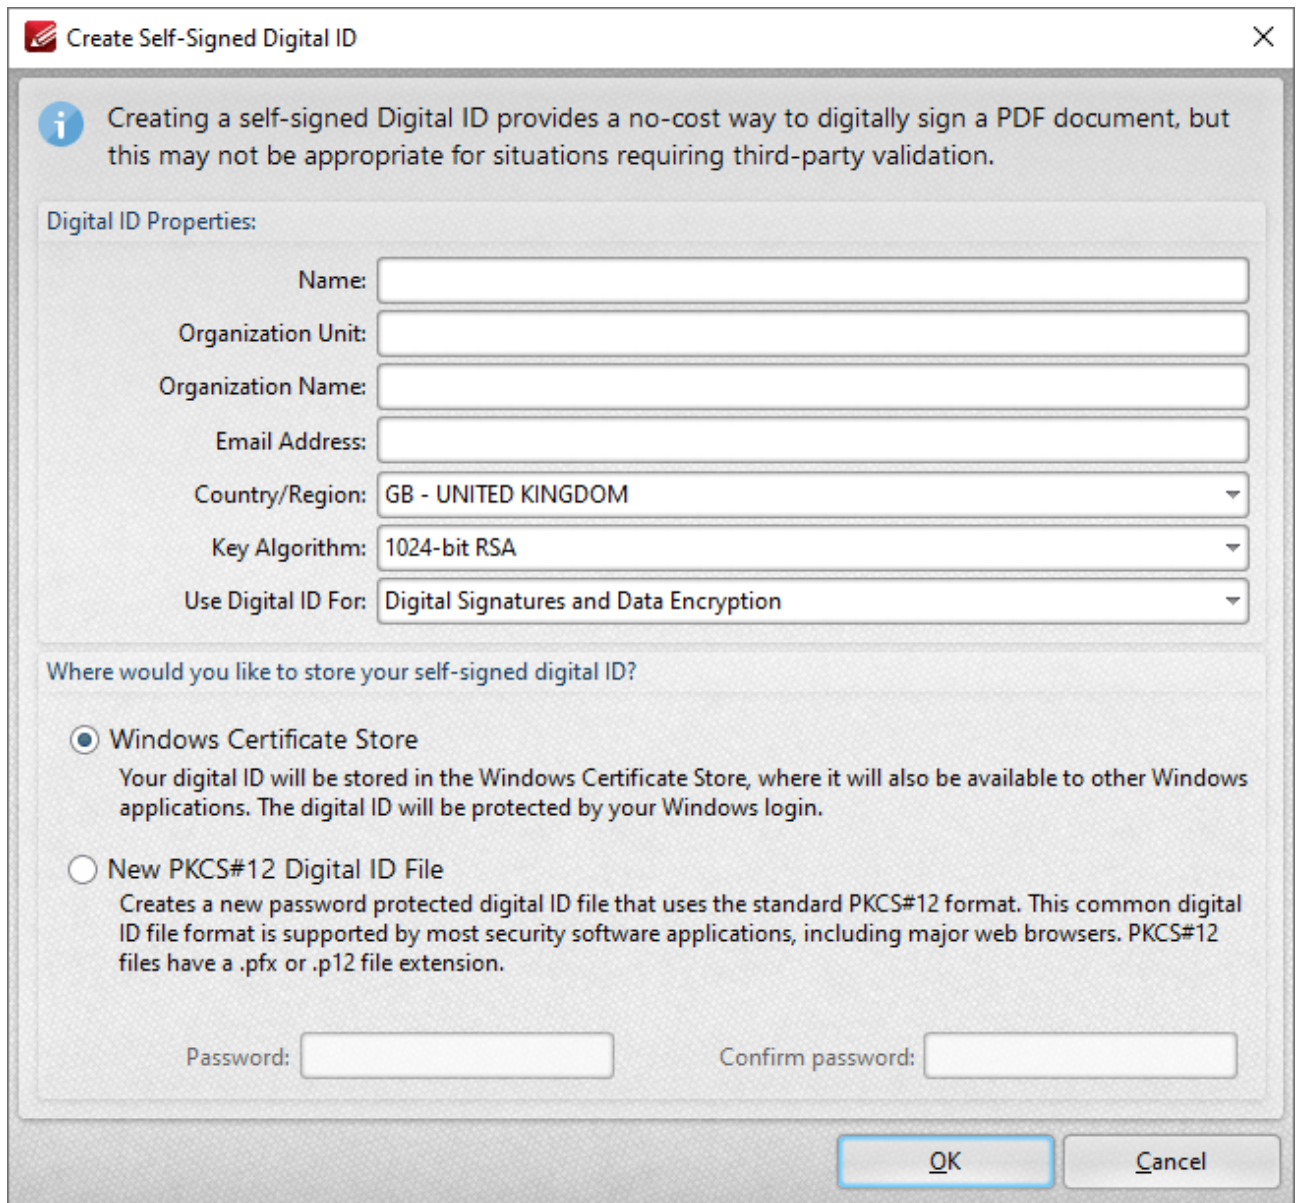 Create Self-Signed Digital ID
Creating a self-signed Digital ID provides a no-cost way to digitally sign a PDF document, but
this may not be appropriate for situations requiring third-party validation.
Digital ID Properties:
Name:
Organization Unit:
Organization Name:
Email Address:
Country/Region: GB - UNITED KINGDOM
Key Algorithm: 1024-bit RSA
Use Digital ID For: Digital Signatures and Data Encryption
Where would you like to store your self-signed digital ID?
Windows Certificate Store
Your digital ID will be stored in the Windows Certificate Store, where it will also be available to other Windows
applications. The digital ID will be protected by your Windows login.
New PKCS#12 Digital ID File
Creates a new password protected digital ID file that uses the standard PKCS#12 format. This common digital
ID file format is supported by most security software applications, including major web browsers. PKCS#12
files have a .pfx or .p12 file extension.
Password: Confirm password:
OK Cancel